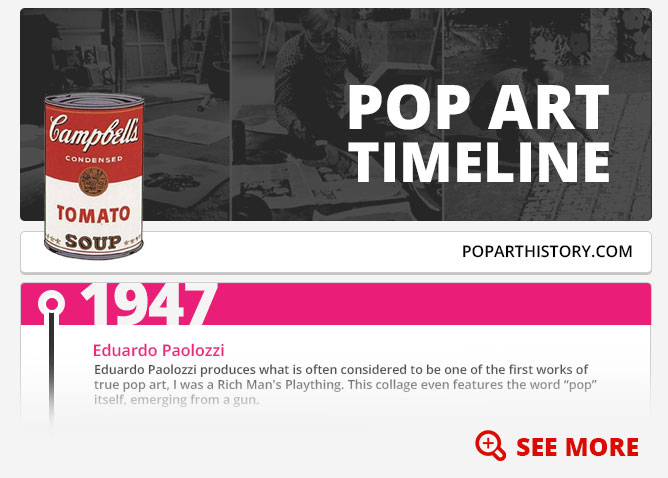 POP ART
TIMELINE
Campbell's
CONDENSED
TOMATO
SOUP
POPARTHISTORY.COM
1947
Eduardo Paolozzi
Eduardo Paolozzi produces what is often considered to be one of the first works of
true pop art, I was a Rich Man's Plaything. This collage even features the word “pop”
itself, emerging from a gun.
SEE MORE